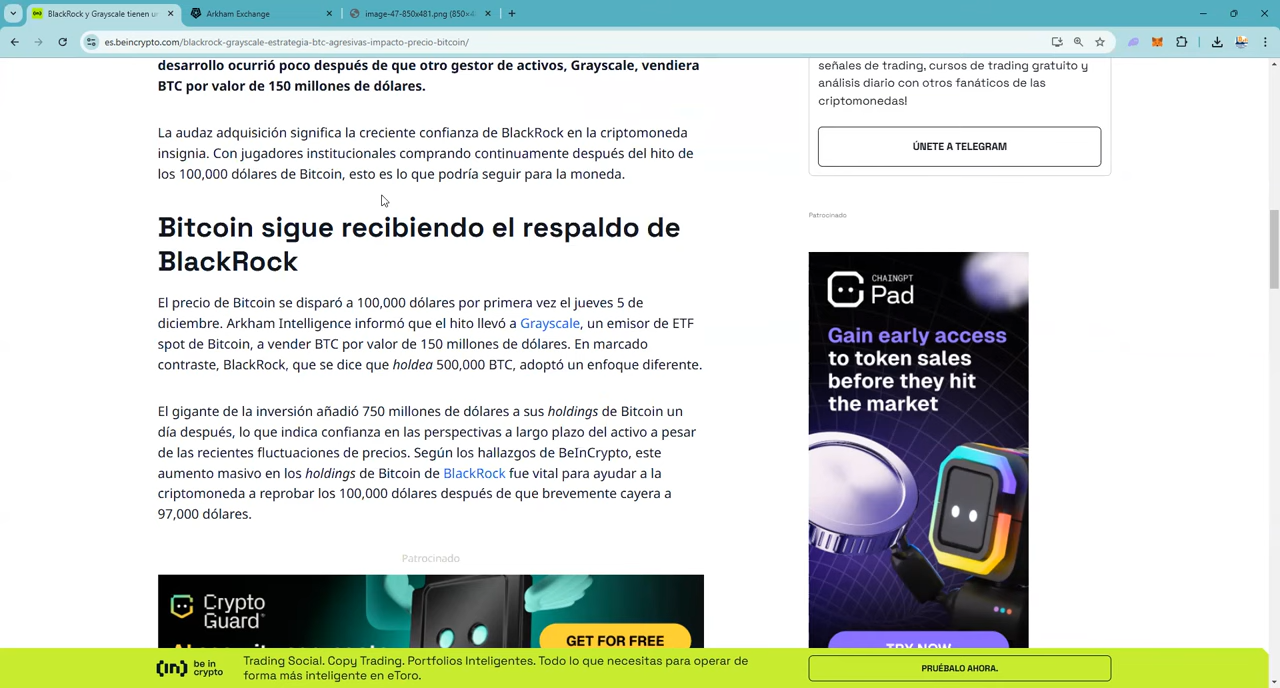 BlackRock y Grayscale tienen un
Arkham Exchange
image-47-850x481.png (850×4
es.beincrypto.com/blackrock-grayscale-estrategia-btc-agresivas-impacto-precio-bitcoin/
desarrollo ocurrió poco después de que otro gestor de activos, Grayscale, vendiera
BTC por valor de 150 millones de dólares.
La audaz adquisición significa la creciente confianza de BlackRock en la criptomoneda
insignia. Con jugadores institucionales comprando continuamente después del hito de
los 100,000 dólares de Bitcoin, esto es lo que podría seguir para la moneda.
Bitcoin sigue recibiendo el respaldo de
BlackRock
El precio de Bitcoin se disparó a 100,000 dólares por primera vez el jueves 5 de
diciembre. Arkham Intelligence informó que el hito llevó a Grayscale, un emisor de ETF
spot de Bitcoin, a vender BTC por valor de 150 millones de dólares. En marcado
contraste, BlackRock, que se dice que holdea 500,000 BTC, adoptó un enfoque diferente.
El gigante de la inversión añadió 750 millones de dólares a sus holdings de Bitcoin un
día después, lo que indica confianza en las perspectivas a largo plazo del activo a pesar
de las recientes fluctuaciones de precios. Según los hallazgos de BeInCrypto, este
aumento masivo en los holdings de Bitcoin de BlackRock fue vital para ayudar a la
criptomoneda a reprobar los 100,000 dólares después de que brevemente cayera a
97,000 dólares.
Patrocinado
Crypto
Guard
GET FOR FREE
señales de trading, cursos de trading gratuito y
análisis diario con otros fanáticos de las
criptomonedas!
ÚNETE A TELEGRAM
Patrocinado
CHAINGPT
Pad
Gain early access
to token sales
before they hit
the market
TRY NOW
be in
crypto
Trading Social. Copy Trading. Portfolios Inteligentes. Todo lo que necesitas para operar de
forma más inteligente en eToro.
PRUÉBALO AHORA.